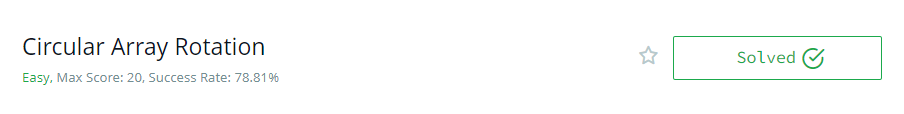 Circular Array Rotation
Easy, Max Score: 20, Success Rate: 78.81%
Solved